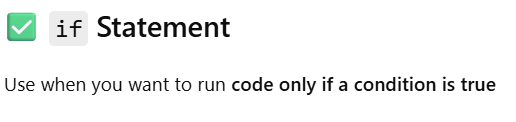 ✅ if Statement
Use when you want to run code only if a condition is true